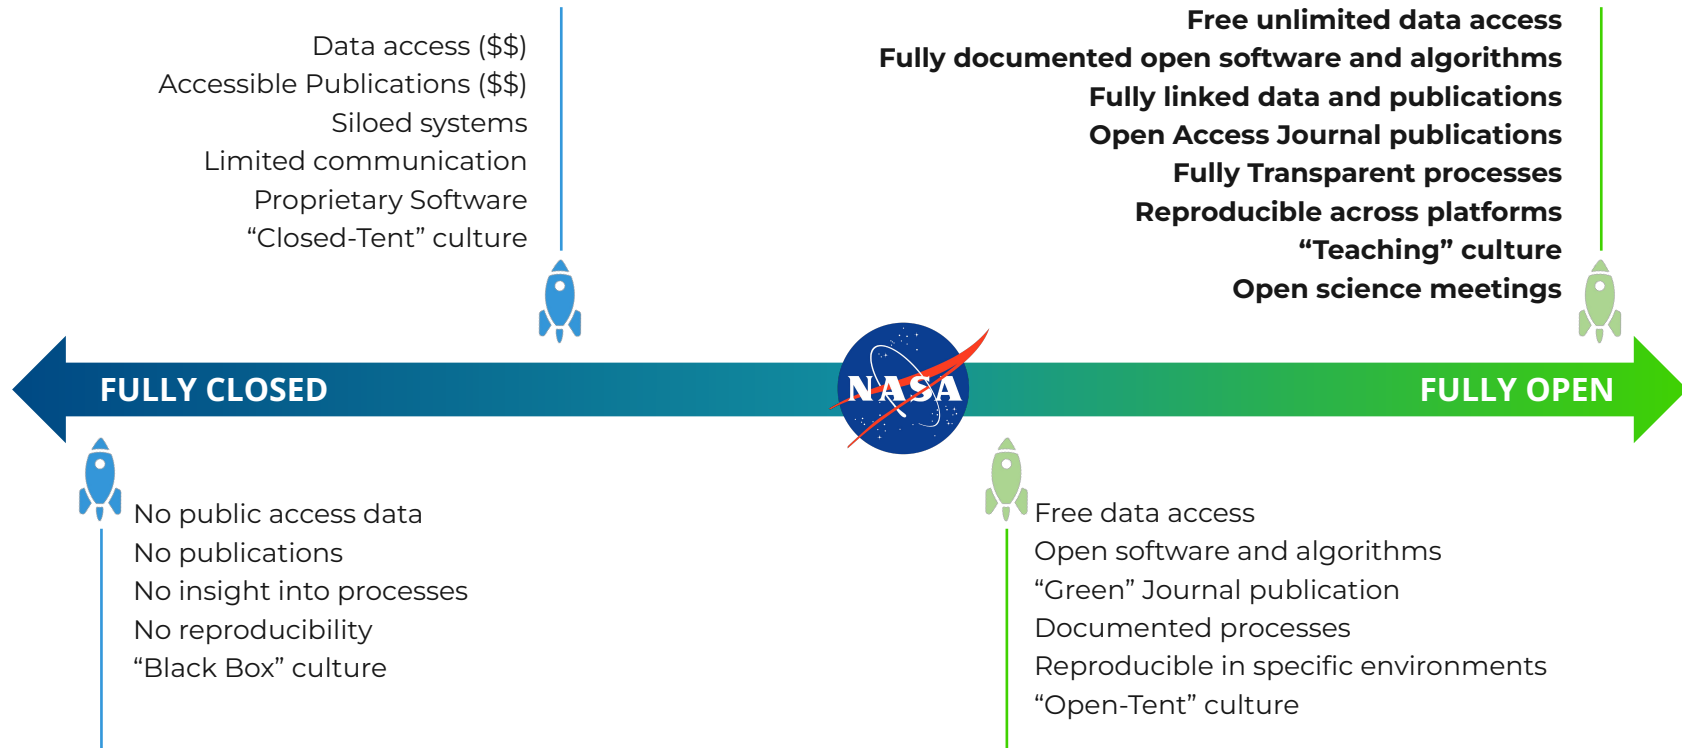 Data access ($$)
Accessible Publications ($$)
Siloed systems
Limited communication
Proprietary Software
“Closed-Tent” culture
Free unlimited data access
Fully documented open software and algorithms
Fully linked data and publications
Open Access Journal publications
Fully Transparent processes
Reproducible across platforms
“Teaching” culture
Open science meetings
FULLY CLOSED
NASA
FULLY OPEN
No public access data
No publications
No insight into processes
No reproducibility
“Black Box” culture
Free data access
Open software and algorithms
“Green” Journal publication
Documented processes
Reproducible in specific environments
“Open-Tent” culture